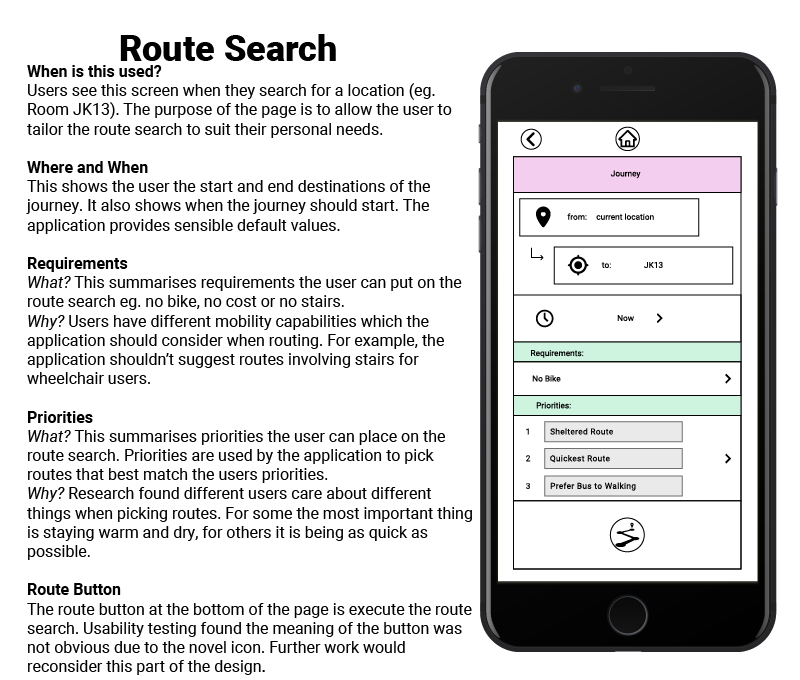 Route Search
When is this used?
Users see this screen when they search for a location (eg.
Room JK13). The purpose of the page is to allow the user to
tailor the route search to suit their personal needs.
Where and When
This shows the user the start and end destinations of the
journey. It also shows when the journey should start. The
application provides sensible default values.
Requirements
What? This summarises requirements the user can put on the
route search eg. no bike, no cost or no stairs.
Why? Users have different mobility capabilities which the
application should consider when routing. For example, the
application shouldn't suggest routes involving stairs for
wheelchair users.
Priorities
What? This summarises priorities the user can place on the
route search. Priorities are used by the application to pick
routes that best match the users priorities.
Why? Research found different users care about different
things when picking routes. For some the most important thing
is staying warm and dry, for others it is being as quick as
possible.
Route Button
The route button at the bottom of the page is execute the route
search. Usability testing found the meaning of the button was
not obvious due to the novel icon. Further work would
reconsider this part of the design.
Journey
from: current location
to: JK13
Now
Requirements:
No Bike
Priorities:
1 Sheltered Route
2 Quickest Route
3 Prefer Bus to Walking